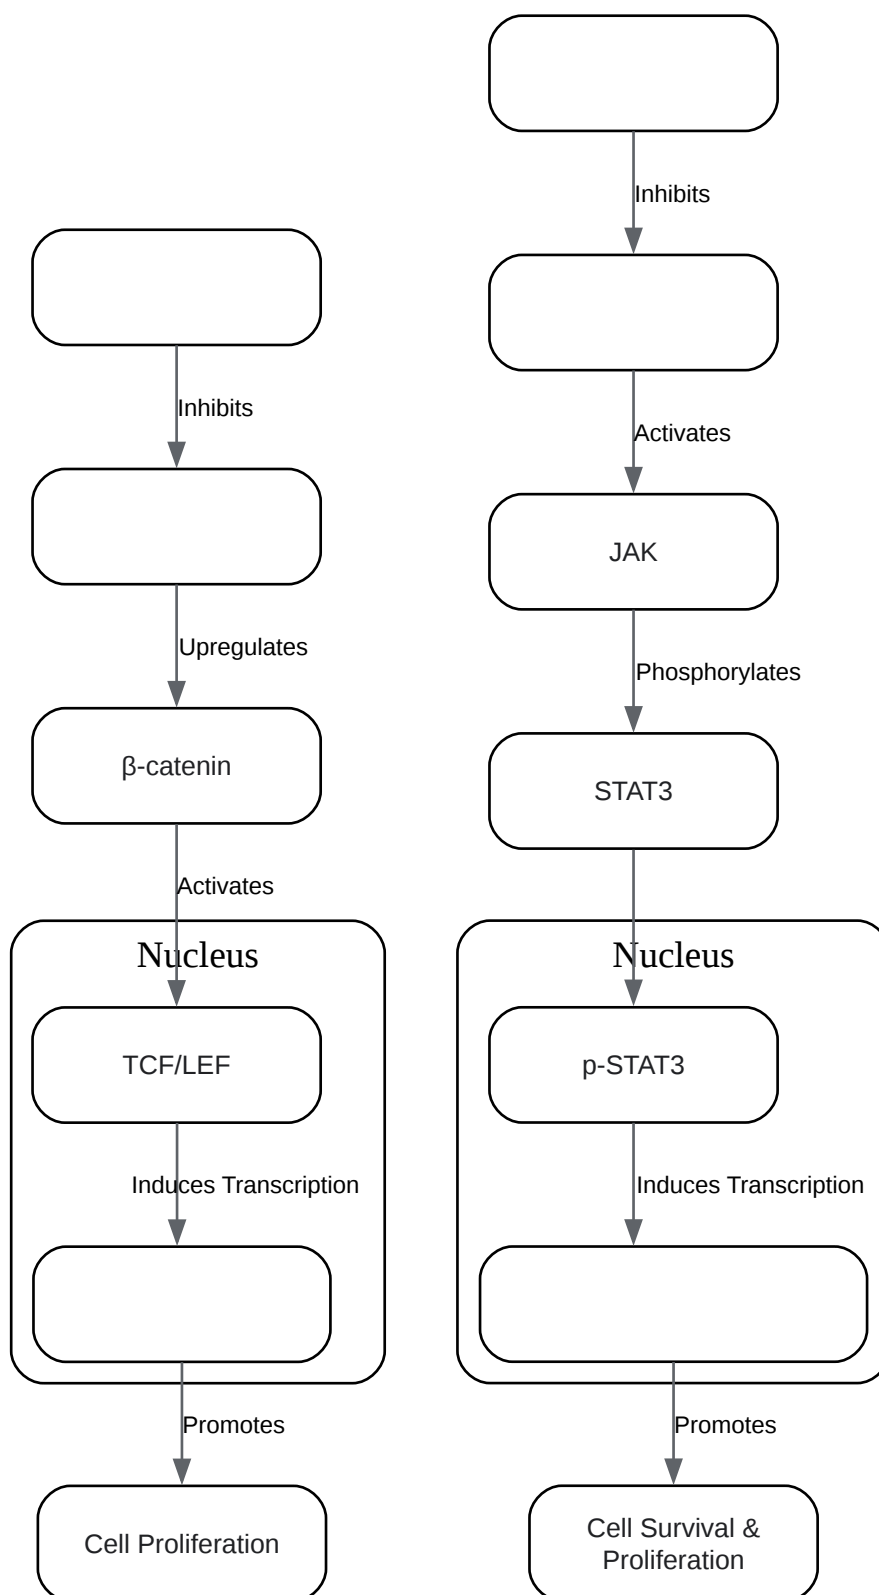 Inhibits
Upregulates
β-catenin
Activates
Nucleus
TCF/LEF
Induces Transcription
Promotes
Cell Proliferation
Inhibits
Activates
JAK
Phosphorylates
STAT3
Nucleus
p-STAT3
Induces Transcription
Promotes
Cell Survival &
Proliferation